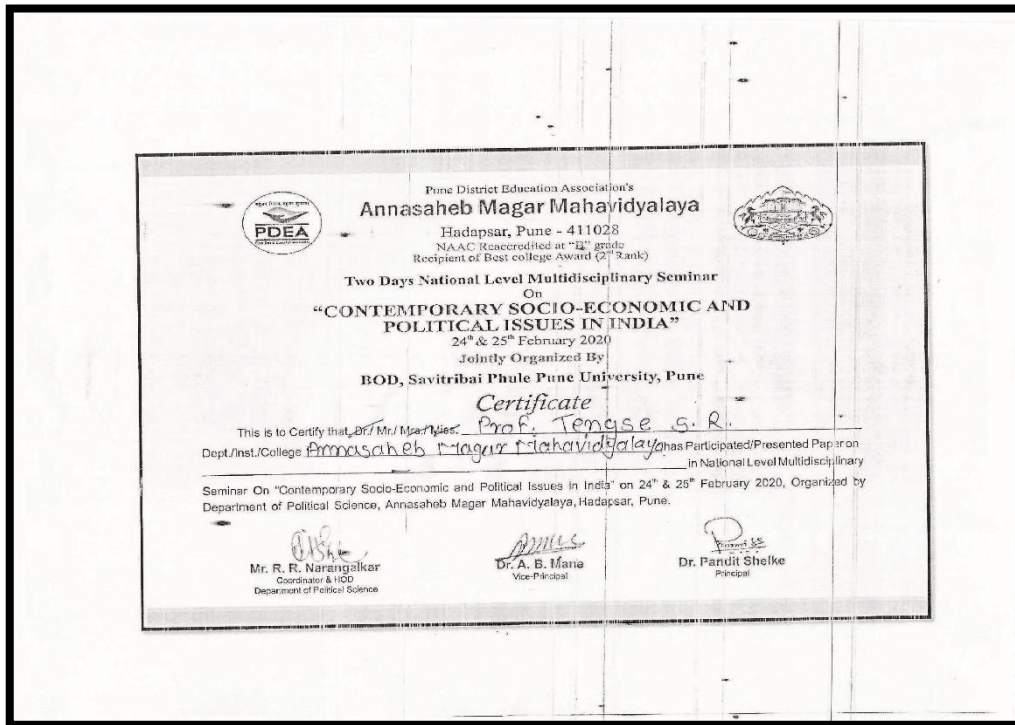 Pune District Education Association's
Annasaheb Magar Mahavidyalaya
Hadapsar, Pune - 411028
NAAC Reaccredited at "B" grade
Recipient of Best college Award (2nd Rank)
PDEA
Two Days National Level Multidisciplinary Seminar
On
"CONTEMPORARY SOCIO-ECONOMIC AND
POLITICAL ISSUES IN INDIA"
24th & 25th February 2020
Jointly Organized By
BOD, Savitribai Phule Pune University, Pune
Certificate
This is to Certify that Dr./ Mr./ Mrs./ Prof. Tengse S. R.
Dept./Inst./College Annasaheb Magar Mahavidyalaya has Participated/Presented Paper on
in National Level Multidisciplinary
Seminar On "Contemporary Socio-Economic and Political Issues in India" on 24th & 25th February 2020, Organized by
Department of Political Science, Annasaheb Magar Mahavidyalaya, Hadapsar, Pune.
Mr. R. R. Narangalkar
Coordinator & HOD
Department of Political Science
Dr. A. B. Mane
Vice-Principal
Dr. Pandit Shelke
Principal